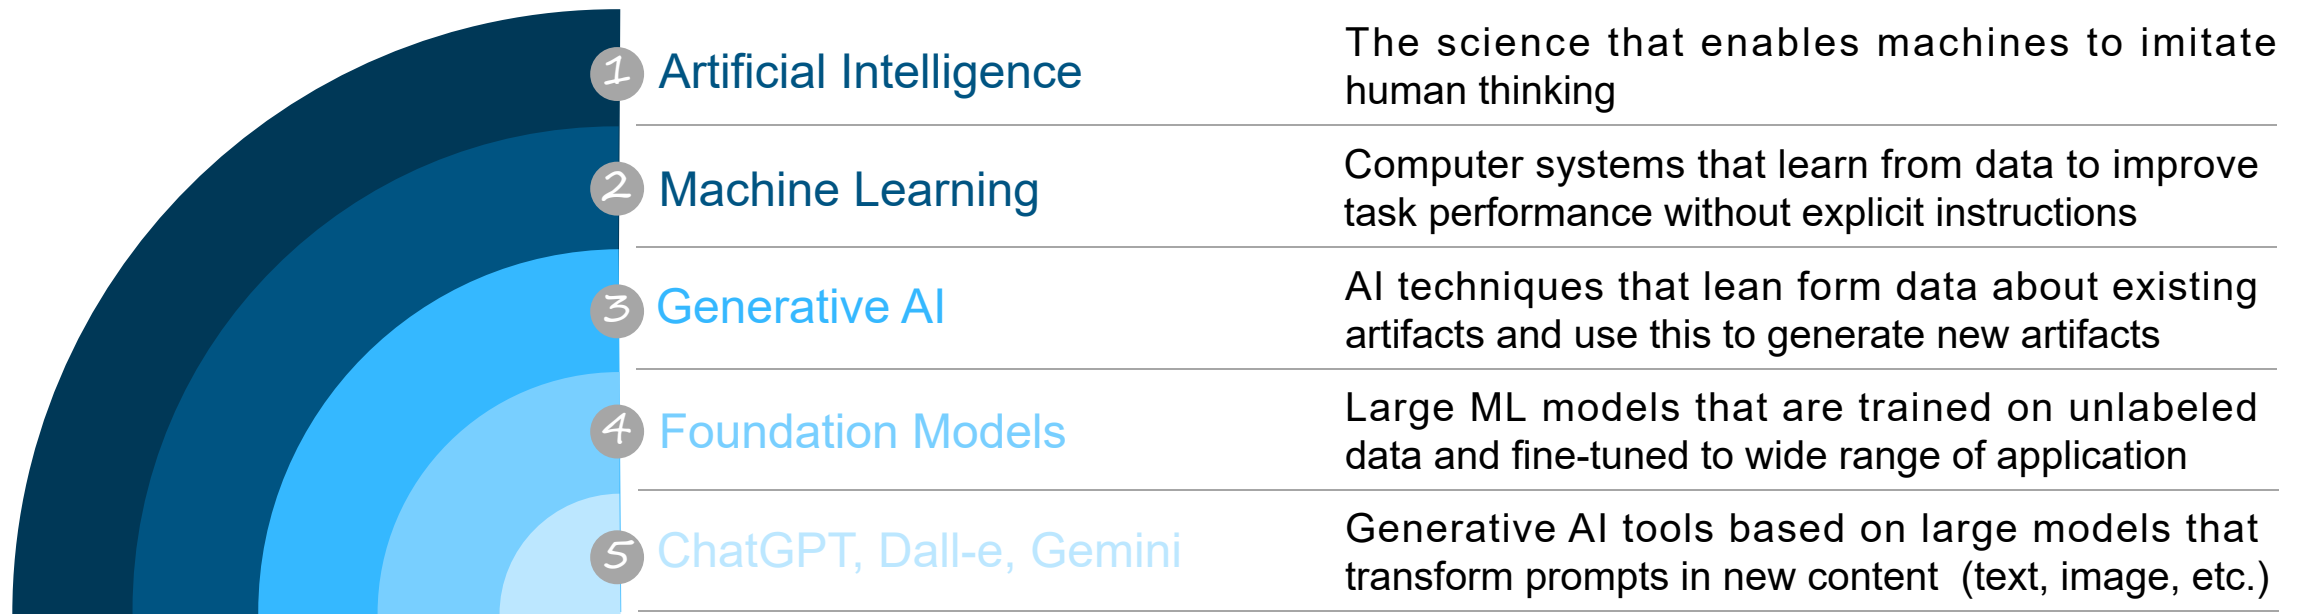 1 Artificial Intelligence
The science that enables machines to imitate
human thinking
2 Machine Learning
Computer systems that learn from data to improve
task performance without explicit instructions
3 Generative AI
AI techniques that lean form data about existing
artifacts and use this to generate new artifacts
4 Foundation Models
Large ML models that are trained on unlabeled
data and fine-tuned to wide range of application
5 ChatGPT, Dall-e, Gemini
Generative AI tools based on large models that
transform prompts in new content (text, image, etc.)